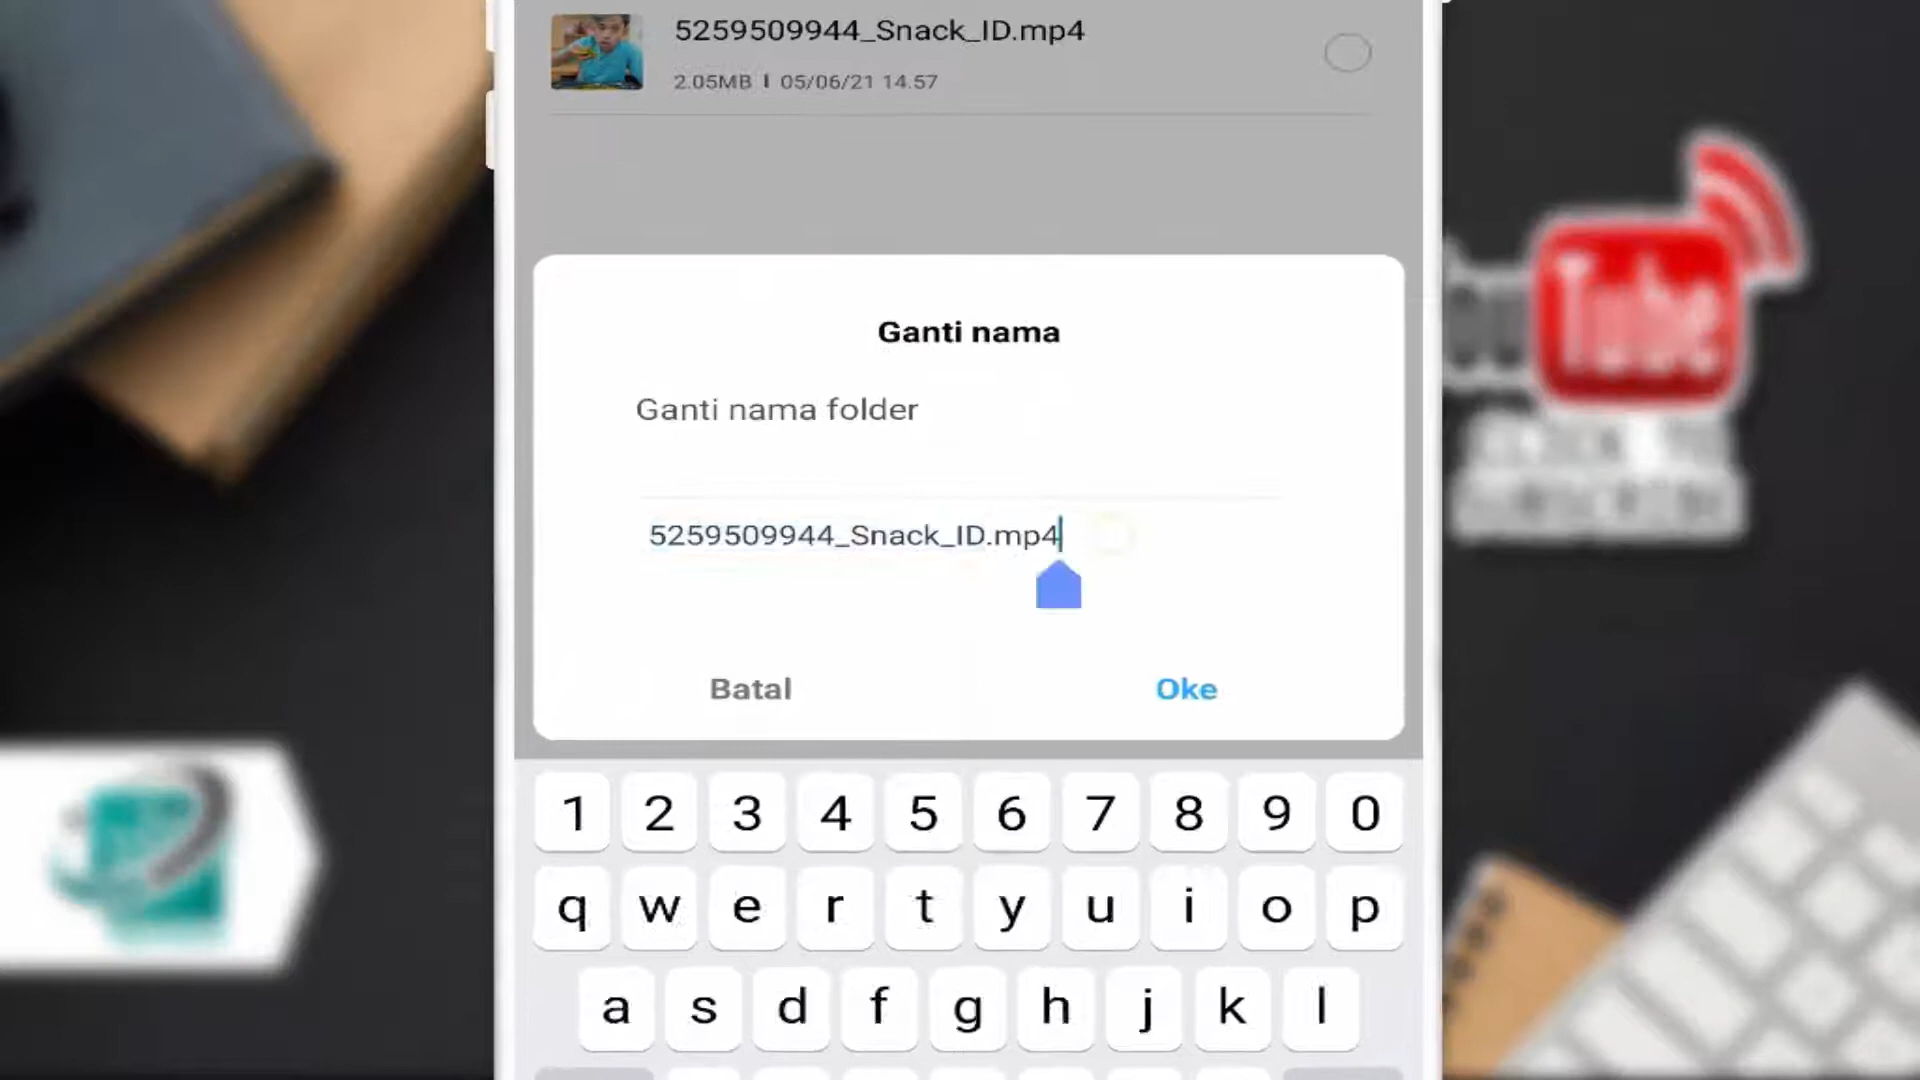 5259509944_Snack_ID.mp4
2.05MB I 05/06/21 14.57
Ganti nama
Ganti nama folder
5259509944_Snack_ID.mp4
Batal
Oke
1 2 3 4 5 6 7 8 9 0
q w e r t y u i o p
a s d f g h j k l
Tube